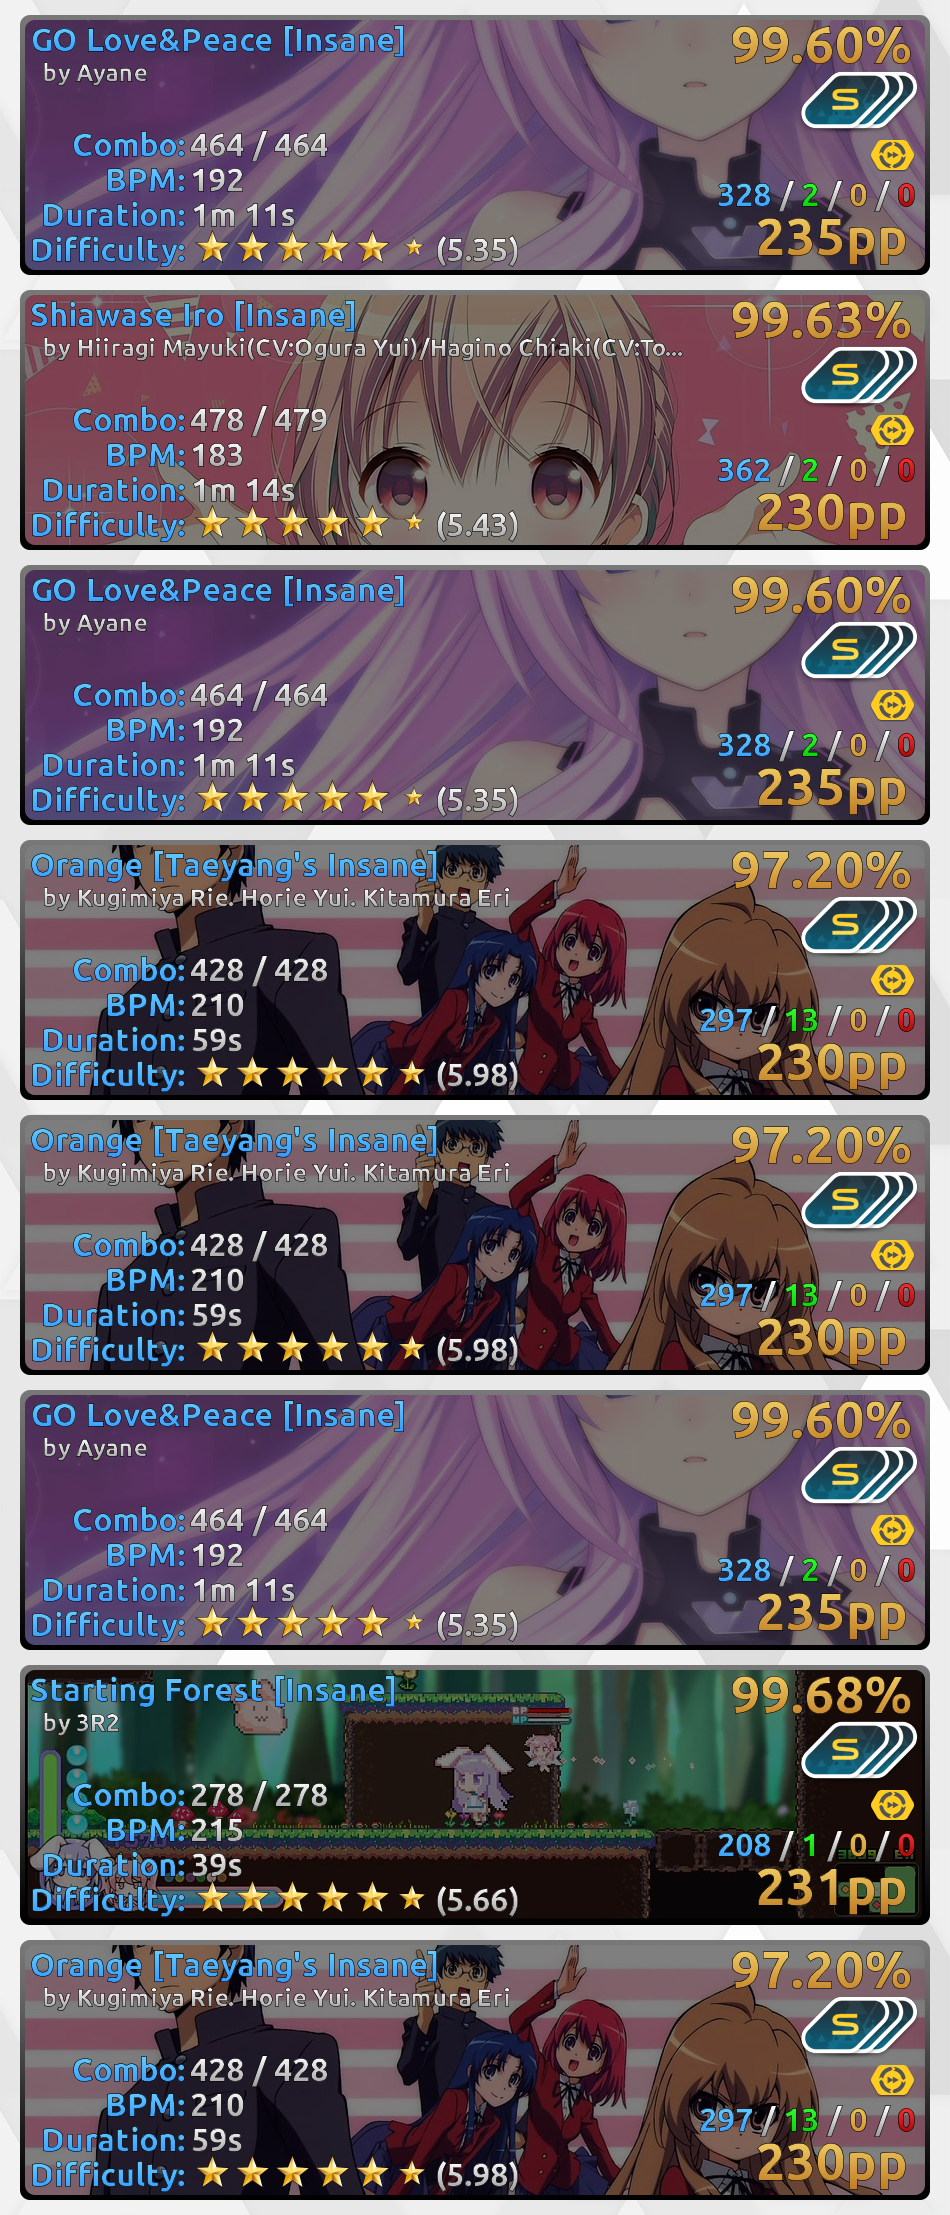 GO Love&Peace [Insane]
by Ayane
99.60%
S
Combo: 464 / 464
BPM: 192
Duration: 1m 11s
Difficulty: (5.35)
328 / 2 / 0 / 0
235pp
Shiawase Iro [Insane]
by Hiiragi Mayuki(CV:Ogura Yui)/Hagino Chiaki(CV:To...
99.63%
S
Combo: 478 / 479
BPM: 183
Duration: 1m 14s
Difficulty: (5.43)
362 / 2 / 0 / 0
230pp
GO Love&Peace [Insane]
by Ayane
99.60%
S
Combo: 464 / 464
BPM: 192
Duration: 1m 11s
Difficulty: (5.35)
328 / 2 / 0 / 0
235pp
Orange [Taeyang's Insane]
by Kugimiya Rie. Horie Yui. Kitamura Eri
97.20%
S
Combo: 428 / 428
BPM: 210
Duration: 59s
Difficulty: (5.98)
297 / 13 / 0 / 0
230pp
Orange [Taeyang's Insane]
by Kugimiya Rie. Horie Yui. Kitamura Eri
97.20%
S
Combo: 428 / 428
BPM: 210
Duration: 59s
Difficulty: (5.98)
297 / 13 / 0 / 0
230pp
GO Love&Peace [Insane]
by Ayane
99.60%
S
Combo: 464 / 464
BPM: 192
Duration: 1m 11s
Difficulty: (5.35)
328 / 2 / 0 / 0
235pp
Starting Forest [Insane]
by 3R2
99.68%
S
BP
MP
Combo: 278 / 278
BPM: 215
Duration: 39s
Difficulty: (5.66)
208 / 1 / 0 / 0
231pp
Orange [Taeyang's Insane]
by Kugimiya Rie. Horie Yui. Kitamura Eri
97.20%
S
Combo: 428 / 428
BPM: 210
Duration: 59s
Difficulty: (5.98)
297 / 13 / 0 / 0
230pp